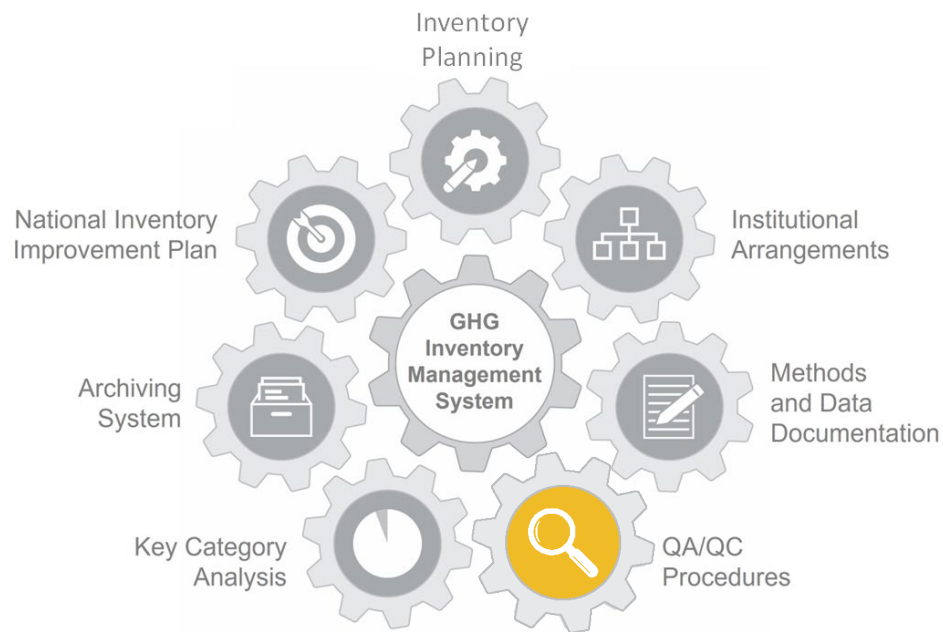 Inventory
Planning
National Inventory
Improvement Plan
Institutional
Arrangements
GHG
Inventory
Management
System
Archiving
System
Methods
and Data
Documentation
Key Category
Analysis
QA/QC
Procedures